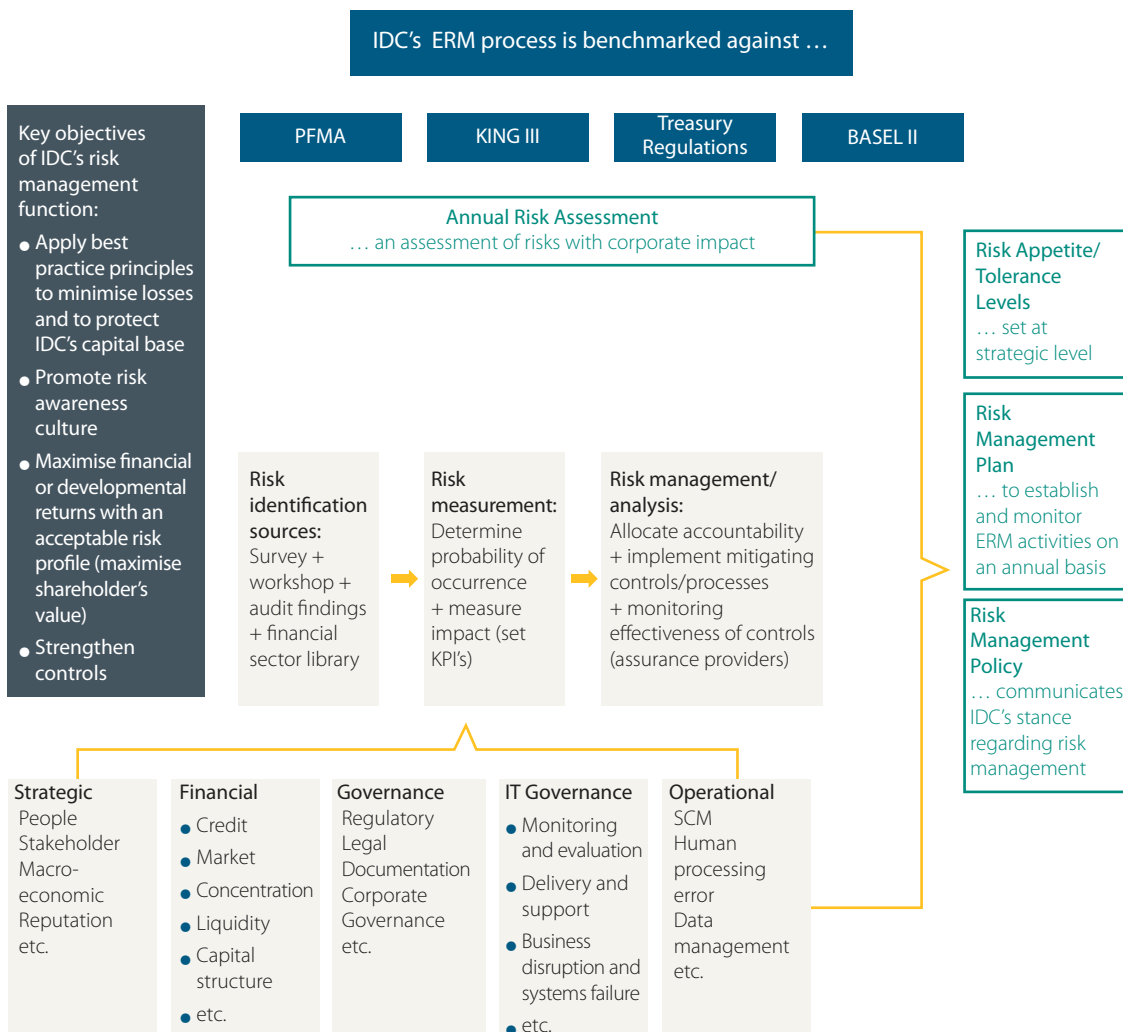 IDC's ERM process is benchmarked against …
Key objectives
of IDC's risk
management
function:
● Apply best
practice principles
to minimise losses
and to protect
IDC's capital base
● Promote risk
awareness
culture
● Maximise financial
or developmental
returns with an
acceptable risk
profile (maximise
shareholder's
value)
● Strengthen
controls
PFMA
KING III
Treasury
Regulations
BASEL II
Annual Risk Assessment
… an assessment of risks with corporate impact
Risk Appetite/
Tolerance
Levels
… set at
strategic level
Risk
Management
Plan
… to establish
and monitor
ERM activities on
an annual basis
Risk
Management
Policy
… communicates
IDC's stance
regarding risk
management
Risk
identification
sources:
Survey +
workshop +
audit findings
+ financial
sector library
Risk
measurement:
Determine
probability of
occurrence
+ measure
impact (set
KPI's)
Risk management/
analysis:
Allocate accountability
+ implement mitigating
controls/processes
+ monitoring
effectiveness of controls
(assurance providers)
Strategic
People
Stakeholder
Macro-
economic
Reputation
etc.
Financial
● Credit
● Market
● Concentration
● Liquidity
● Capital
structure
● etc.
Governance
Regulatory
Legal
Documentation
Corporate
Governance
etc.
IT Governance
● Monitoring
and evaluation
● Delivery and
support
● Business
disruption and
systems failure
● etc.
Operational
SCM
Human
processing
error
Data
management
etc.